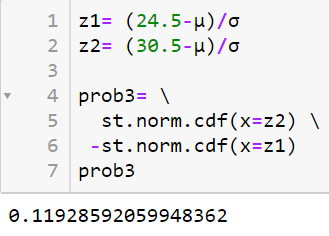 1 z1= (24.5-μ)/σ
2 z2= (30.5-μ)/σ
3
4 prob3= \
5 st.norm.cdf(x=z2) \
6 -st.norm.cdf(x=z1)
7 prob3
0.11928592059948362